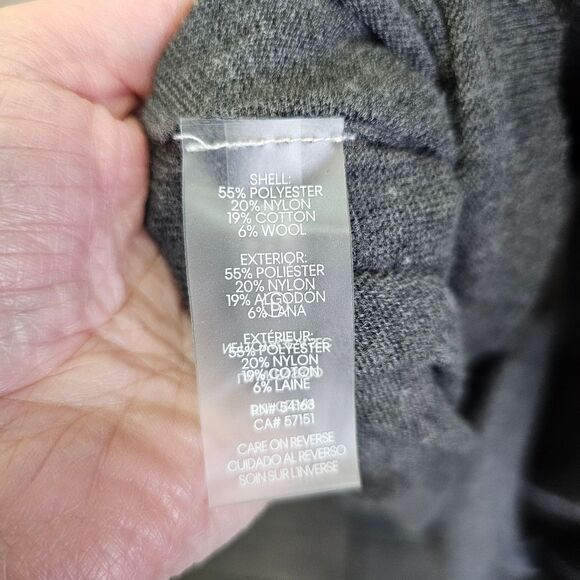 SHELL:
55% POLYESTER
20% NYLON
19% COTTON
6% WOOL
EXTERIOR:
55% POLIÉSTER
20% NYLON
19% ALGODON
6% LANA
EXTÉRIEUR:
55% POLYESTER
20% NYLON
19% COTON
6% LAINE
RN# 54163
CA# 57151
CARE ON REVERSE
CUIDADO AL REVERSO
SOIN SUR L'INVERSE